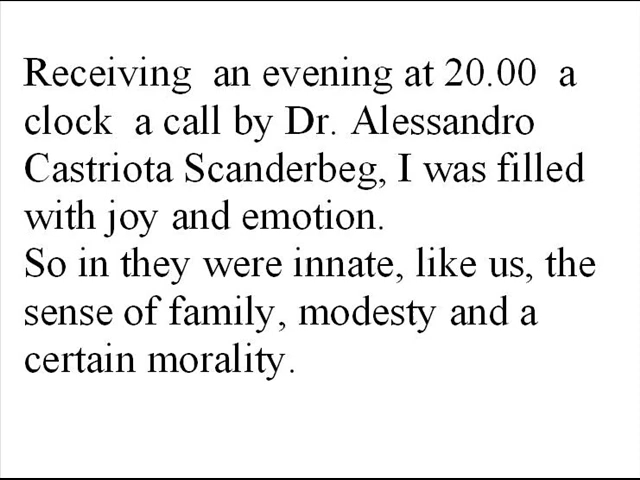 Receiving  an evening at 20.00  a
clock  a call by Dr. Alessandro
Castriota Scanderbeg, I was filled
with joy and emotion.
So in they were innate, like us, the
sense of family, modesty and a
certain morality.